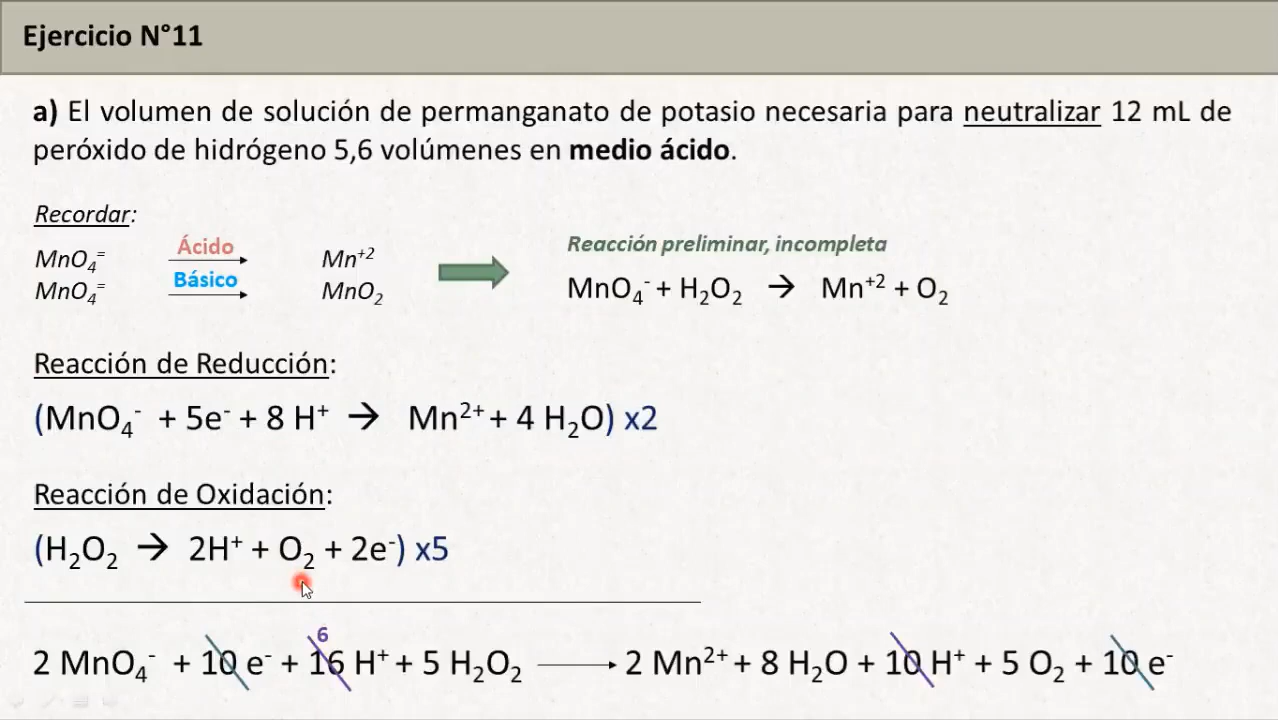 Ejercicio N°11
a) El volumen de solución de permanganato de potasio necesaria para neutralizar 12 mL de
peróxido de hidrógeno 5,6 volúmenes en medio ácido.
Recordar:
MnO₄⁼ Ácido Mn⁺²
MnO₄⁼ Básico MnO₂
Reacción preliminar, incompleta
MnO₄⁻ + H₂O₂ → Mn⁺² + O₂
Reacción de Reducción:
(MnO₄⁻ + 5e⁻ + 8 H⁺ → Mn²⁺ + 4 H₂O) x2
Reacción de Oxidación:
(H₂O₂ → 2H⁺ + O₂ + 2e⁻) x5
6
2 MnO₄⁻ + 10 e⁻ + 16 H⁺ + 5 H₂O₂ → 2 Mn²⁺ + 8 H₂O + 10 H⁺ + 5 O₂ + 10 e⁻